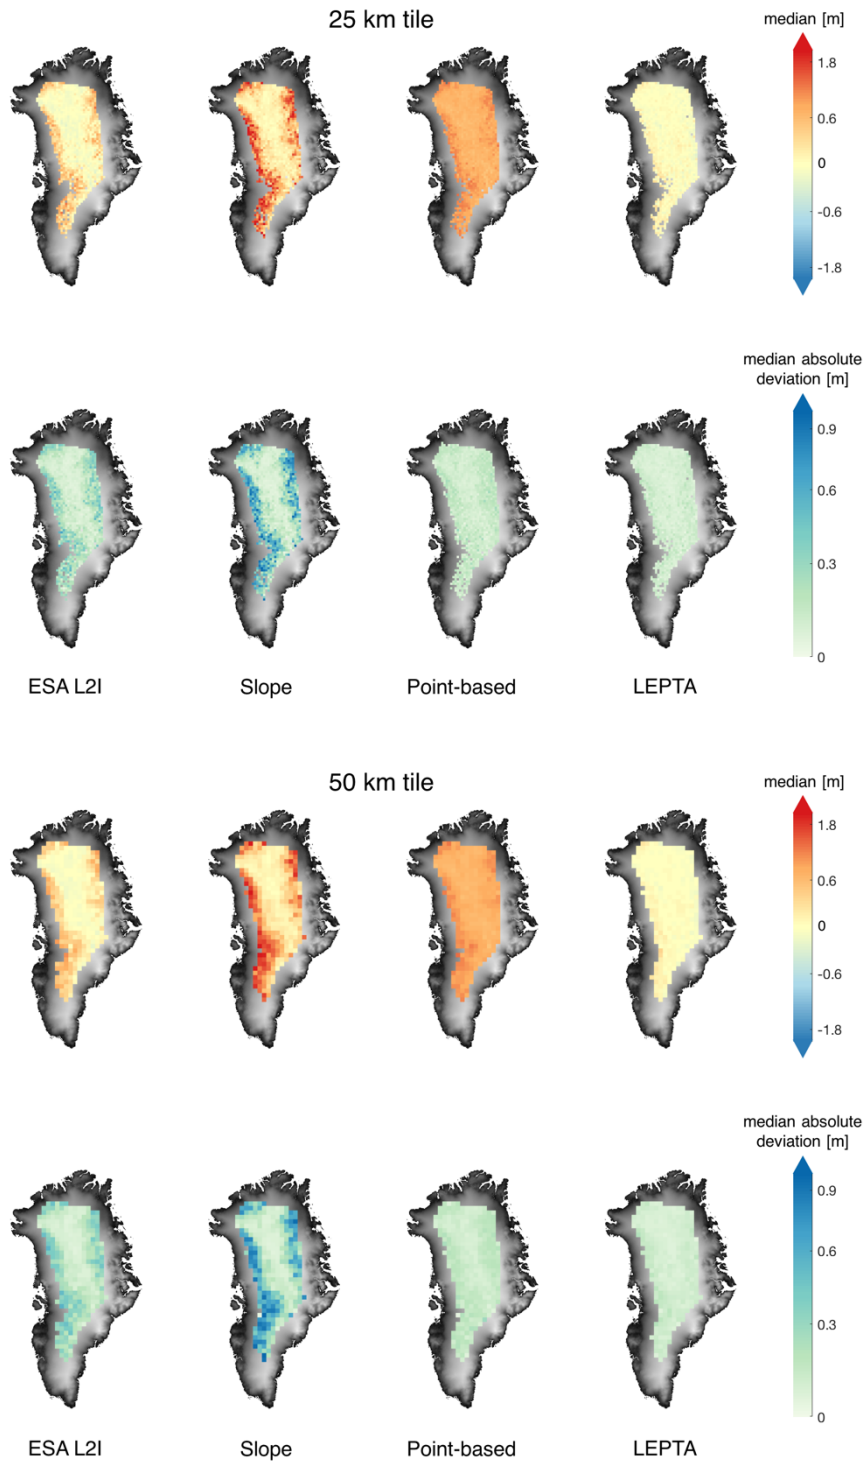 25 km tile
median [m]
1.8
0.6
0
-0.6
-1.8
median absolute
deviation [m]
0.9
0.6
0.3
0
ESA L2I
Slope
Point-based
LEPTA
50 km tile
median [m]
1.8
0.6
0
-0.6
-1.8
median absolute
deviation [m]
0.9
0.6
0.3
0
ESA L2I
Slope
Point-based
LEPTA